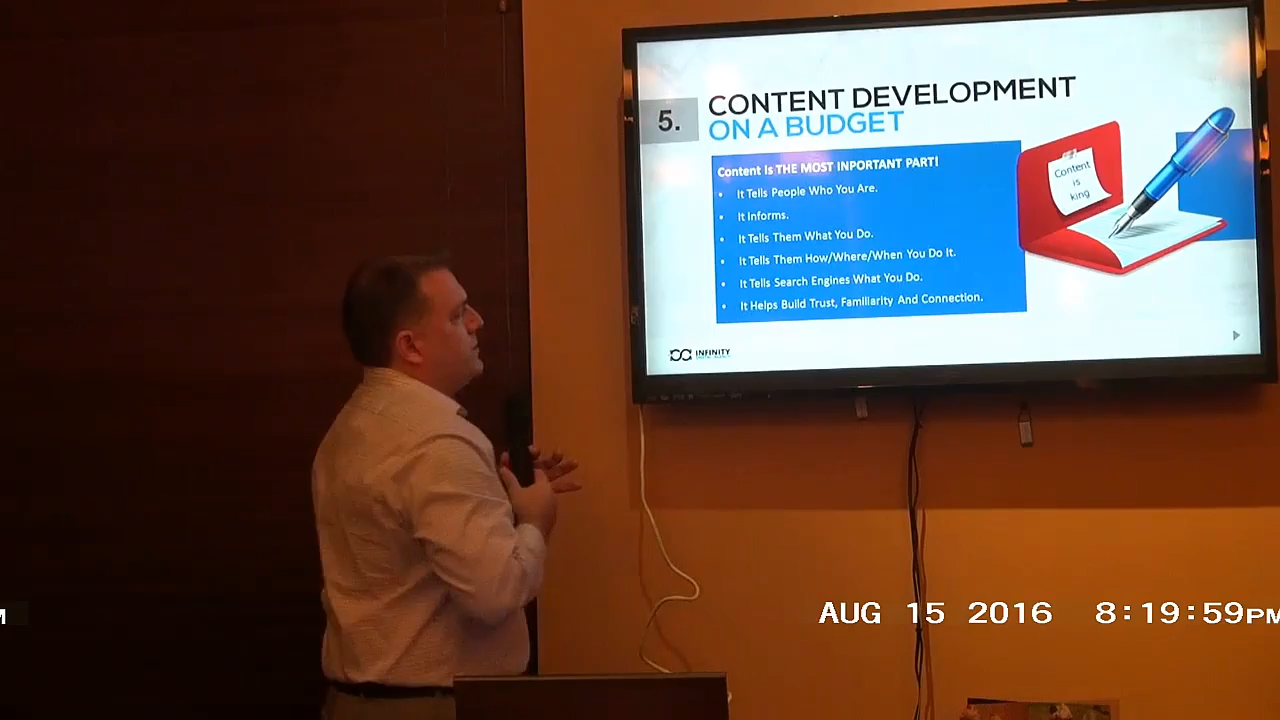 5.
CONTENT DEVELOPMENT
ON A BUDGET
Content Is THE MOST INPORTANT PART!
• It Tells People Who You Are.
• It Informs.
• It Tells Them What You Do.
• It Tells Them How/Where/When You Do It.
• It Tells Search Engines What You Do.
• It Helps Build Trust, Familiarity And Connection.
Content
is
king
INFINITY
M
AUG 15 2016 8:19:59PM